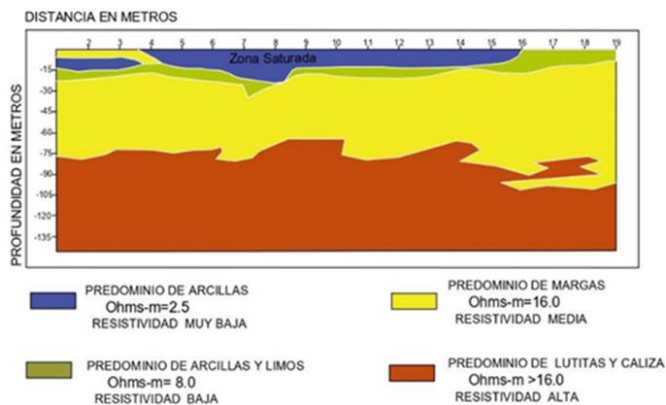 DISTANCIA EN METROS
2 3 4 5 6 7 8 9 10 11 12 13 14 15 16 17 18 19
Zona Saturada
-15
-30
-45
-60
-75
-90
-105
-120
-135
PROFUNDIDAD EN METROS
PREDOMINIO DE ARCILLAS
Ohms-m=2.5
RESISTIVIDAD MUY BAJA
PREDOMINIO DE MARGAS
Ohms-m=16.0
RESISTIVIDAD MEDIA
PREDOMINIO DE ARCILLAS Y LIMOS
Ohms-m= 8.0
RESISTIVIDAD BAJA
PREDOMINIO DE LUTITAS Y CALIZA
Ohms-m >16.0
RESISTIVIDAD ALTA